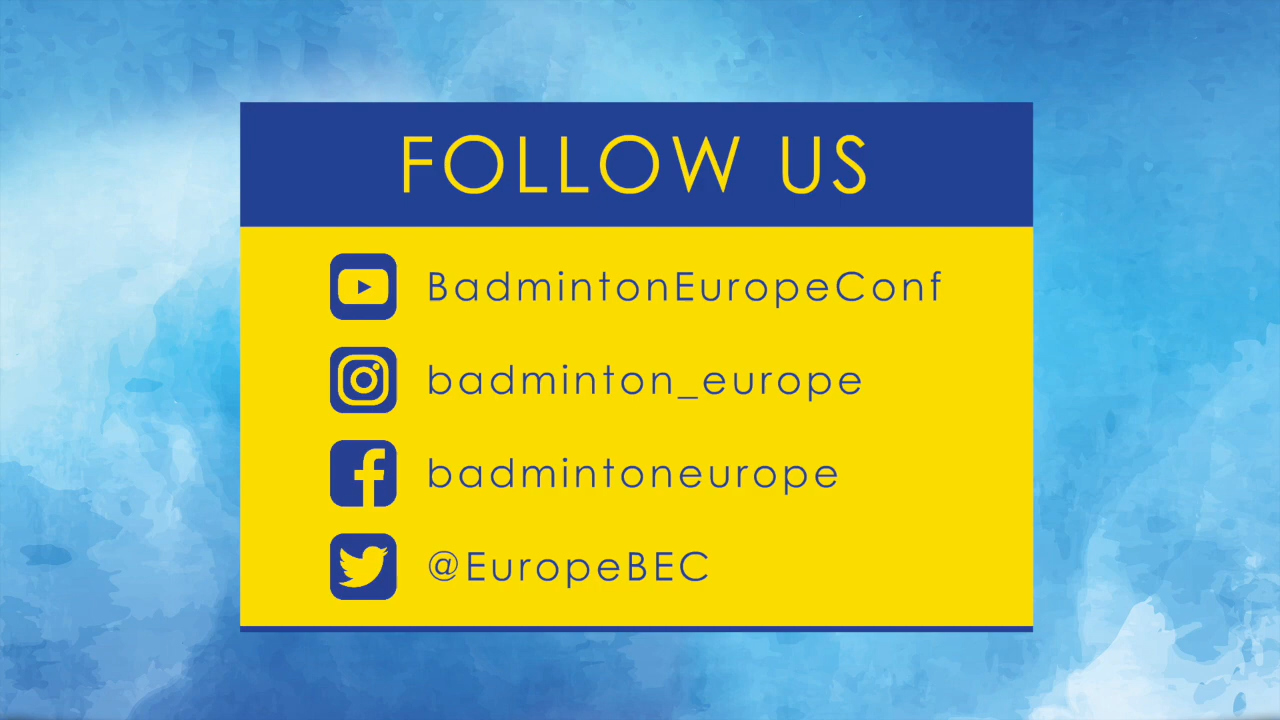 FOLLOW US
BadmintonEuropeConf
badminton_europe
badmintoneurope
@EuropeBEC